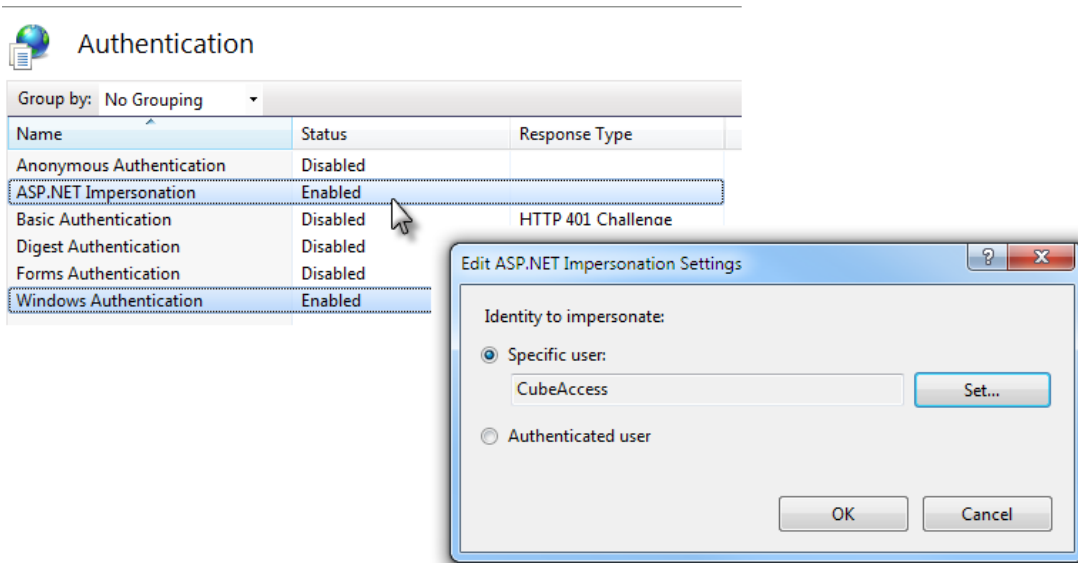 Authentication
Group by: No Grouping
Name Status Response Type
Anonymous Authentication Disabled
ASP.NET Impersonation Enabled
Basic Authentication Disabled HTTP 401 Challenge
Digest Authentication Disabled
Forms Authentication Disabled
Windows Authentication Enabled
Edit ASP.NET Impersonation Settings
Identity to impersonate:
Specific user:
CubeAccess Set...
Authenticated user
OK Cancel